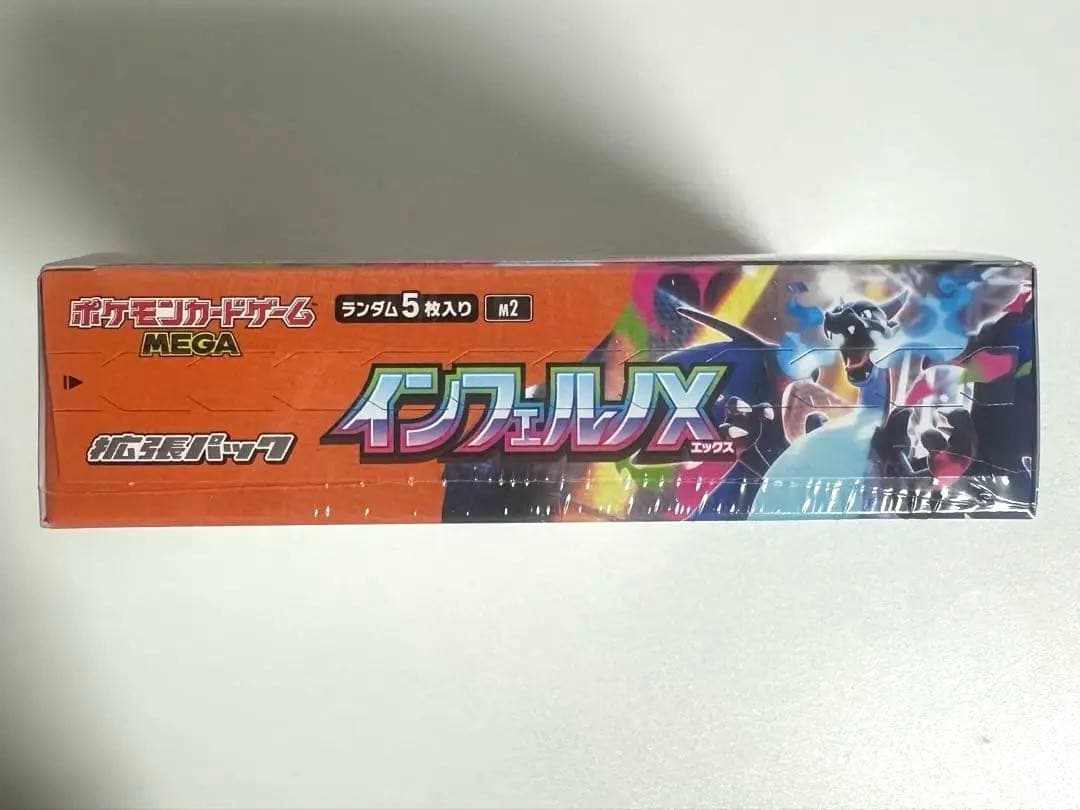 ポケモンカードゲーム
MEGA
ランダム5枚入り
M2
インフェルノX
エックス
拡張パック